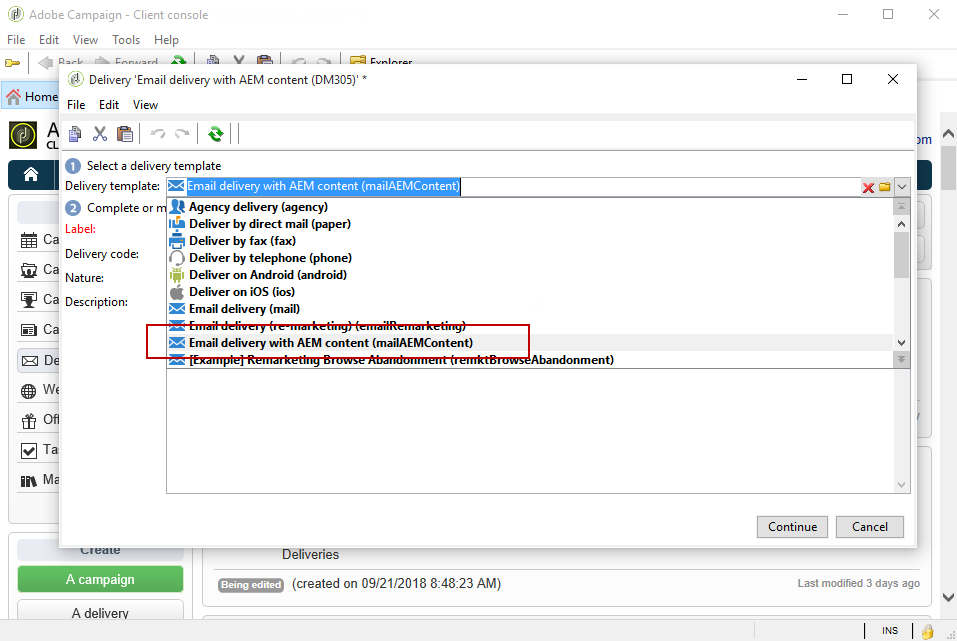 Adobe Campaign - Client console
File Edit View Tools Help
Back Forward Explorer
Home
Delivery 'Email delivery with AEM content (DM305)' *
File Edit View
1 Select a delivery template
Delivery template: Email delivery with AEM content (mailAEMContent)
2 Complete or m
Label:
Delivery code:
Nature:
Description:
Agency delivery (agency)
Deliver by direct mail (paper)
Deliver by fax (fax)
Deliver by telephone (phone)
Deliver on Android (android)
Deliver on iOS (ios)
Email delivery (mail)
Email delivery (re-marketing) (emailRemarketing)
Email delivery with AEM content (mailAEMContent)
[Example] Remarketing Browse Abandonment (remktBrowseAbandonment)
A
CL
om
Ca
Ca
Ca
Ca
De
We
Off
Tas
Ma
Continue Cancel
Create
A campaign
A delivery
Deliveries
Being edited (created on 09/21/2018 8:48:23 AM) Last modified 3 days ago
INS